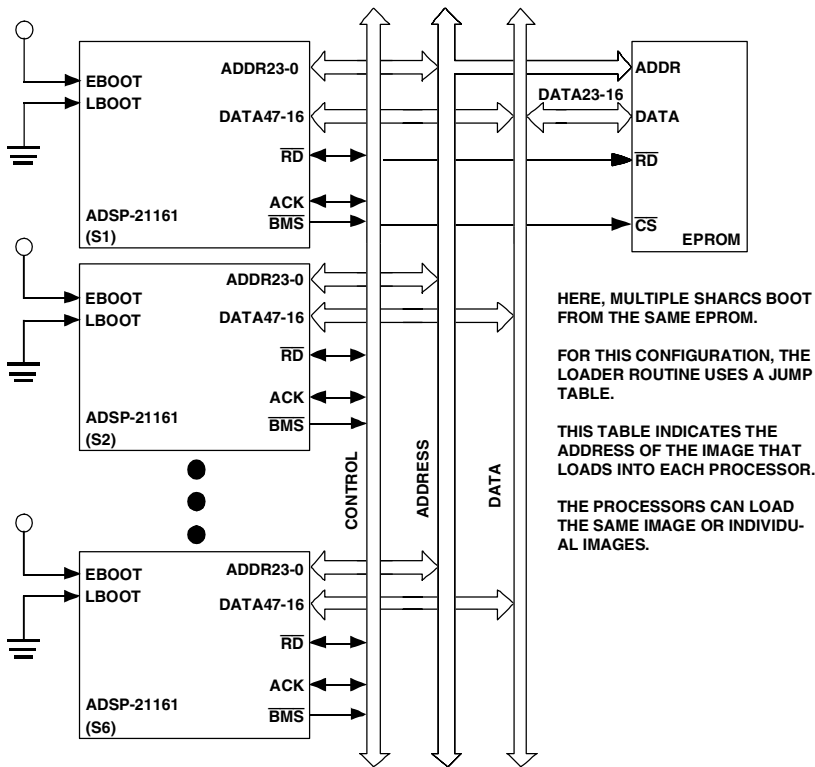 EBOOT
LBOOT
ADDR23-0
DATA47-16
RD
ACK
BMS
ADSP-21161
(S1)
ADDR
DATA23-16
DATA
RD
CS
EPROM
EBOOT
LBOOT
ADDR23-0
DATA47-16
RD
ACK
BMS
ADSP-21161
(S2)
HERE, MULTIPLE SHARCS BOOT
FROM THE SAME EPROM.
FOR THIS CONFIGURATION, THE
LOADER ROUTINE USES A JUMP
TABLE.
THIS TABLE INDICATES THE
ADDRESS OF THE IMAGE THAT
LOADS INTO EACH PROCESSOR.
THE PROCESSORS CAN LOAD
THE SAME IMAGE OR INDIVIDU-
AL IMAGES.
CONTROL
ADDRESS
DATA
EBOOT
LBOOT
ADDR23-0
DATA47-16
RD
ACK
BMS
ADSP-21161
(S6)